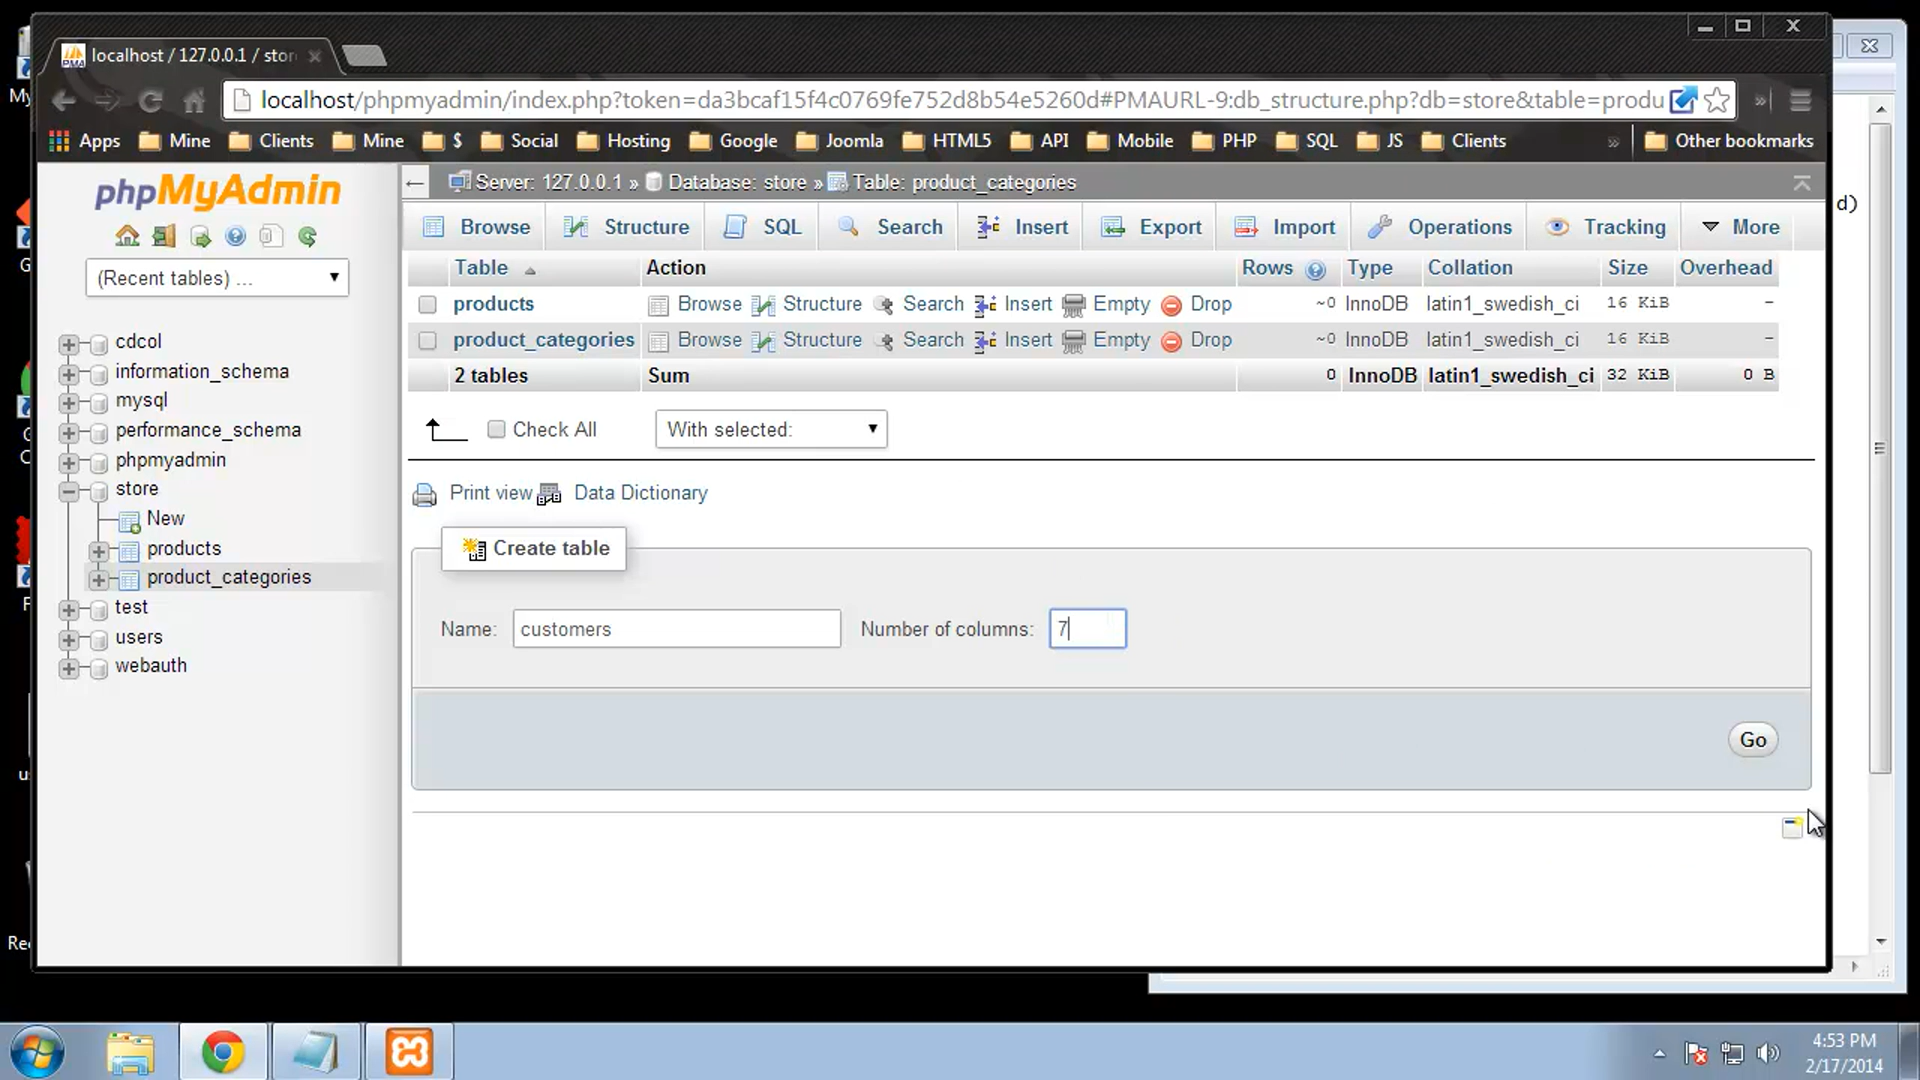 localhost / 127.0.0.1 / stor
localhost/phpmyadmin/index.php?token=da3bcaf15f4c0769fe752d8b54e5260d#PMAURL-9:db_structure.php?db=store&table=produ
Apps Mine Clients Mine $ Social Hosting Google Joomla HTML5 API Mobile PHP SQL JS Clients » Other bookmarks
phpMyAdmin
(Recent tables) ...
cdcol
information_schema
mysql
performance_schema
phpmyadmin
store
New
products
product_categories
test
users
webauth
Server: 127.0.0.1 » Database: store » Table: product_categories
Browse Structure SQL Search Insert Export Import Operations Tracking More
Table Action Rows Type Collation Size Overhead
products Browse Structure Search Insert Empty Drop ~0 InnoDB latin1_swedish_ci 16 KiB -
product_categories Browse Structure Search Insert Empty Drop ~0 InnoDB latin1_swedish_ci 16 KiB -
2 tables Sum 0 InnoDB latin1_swedish_ci 32 KiB 0 B
Check All With selected:
Print view Data Dictionary
Create table
Name: customers Number of columns: 7
Go
d)
4:53 PM
2/17/2014